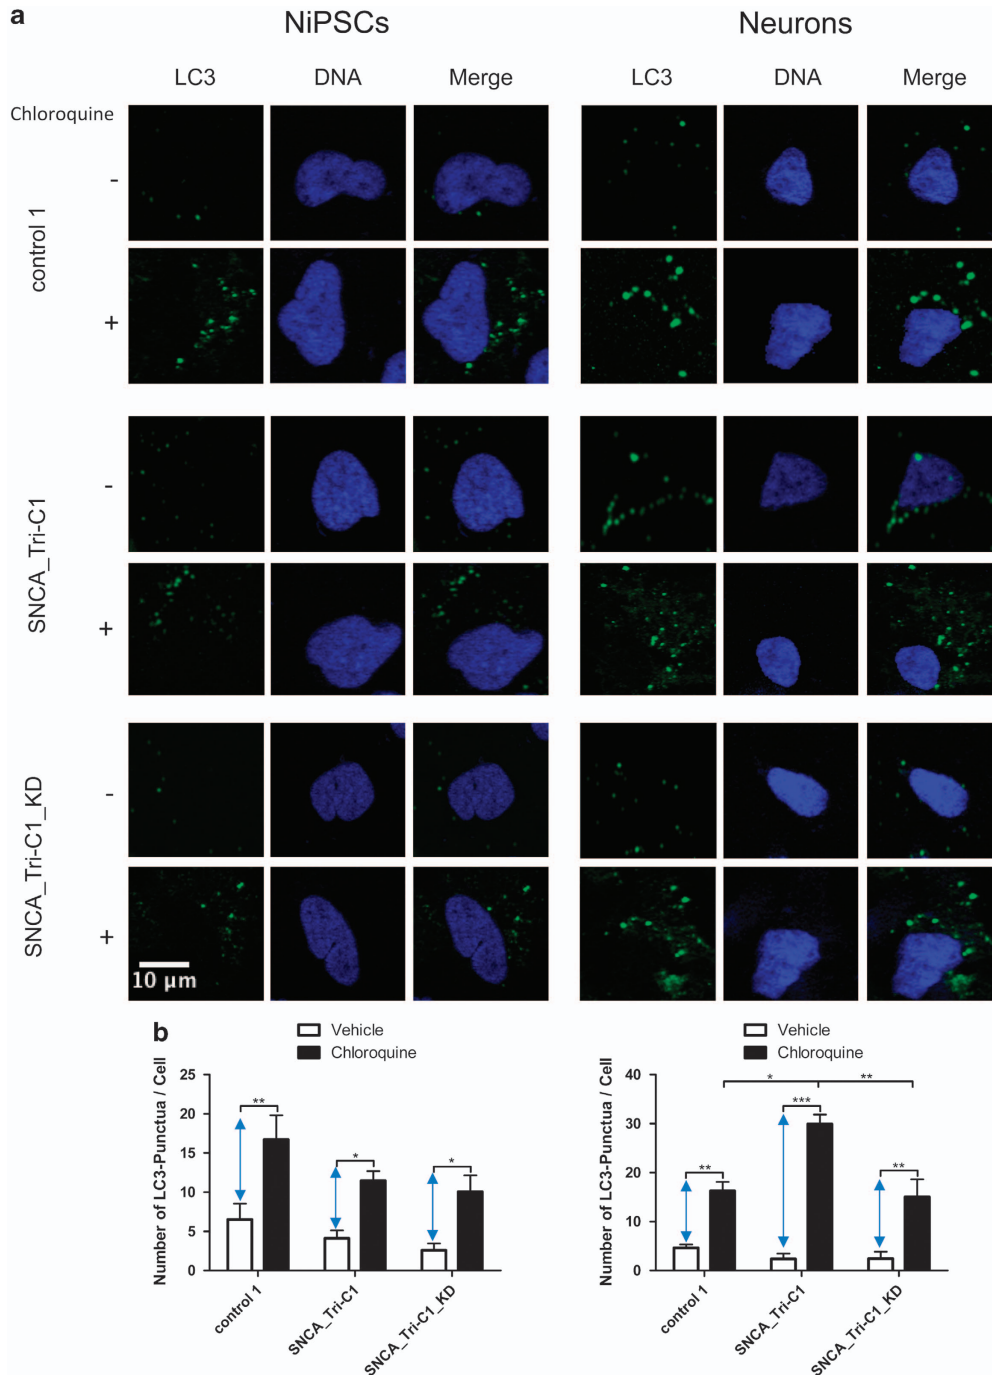 a
NiPSCs Neurons
LC3 DNA Merge LC3 DNA Merge
Chloroquine
control 1
-
+
SNCA_Tri-C1
-
+
SNCA_Tri-C1_KD
-
+
10 µm
b
Vehicle
Chloroquine
Number of LC3-Punctua / Cell
25
20
15
10
5
0
**
*
*
control 1
SNCA_Tri-C1
SNCA_Tri-C1_KD
Vehicle
Chloroquine
Number of LC3-Punctua / Cell
40
30
20
10
0
* **
***
**
**
control 1
SNCA_Tri-C1
SNCA_Tri-C1_KD